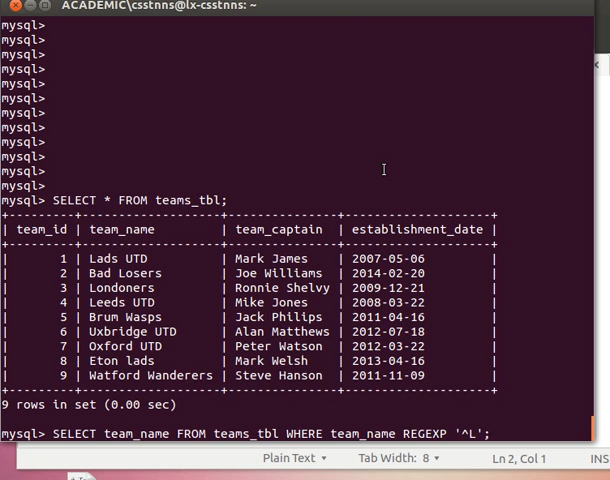 ACADEMIC\csstnns@lx-csstnns: ~
mysql>
mysql>
mysql>
mysql>
mysql>
mysql>
mysql>
mysql>
mysql>
mysql>
mysql>
mysql>
mysql> SELECT * FROM teams_tbl;
+---------+-------------------+---------------+--------------------+
| team_id | team_name         | team_captain  | establishment_date |
+---------+-------------------+---------------+--------------------+
|       1 | Lads UTD          | Mark James    | 2007-05-06         |
|       2 | Bad Losers        | Joe Williams  | 2014-02-20         |
|       3 | Londoners         | Ronnie Shelvy | 2009-12-21         |
|       4 | Leeds UTD         | Mike Jones    | 2008-03-22         |
|       5 | Brum Wasps        | Jack Philips  | 2011-04-16         |
|       6 | Uxbridge UTD      | Alan Matthews | 2012-07-18         |
|       7 | Oxford UTD        | Peter Watson  | 2012-03-22         |
|       8 | Eton lads         | Mark Welsh    | 2013-04-16         |
|       9 | Watford Wanderers | Steve Hanson  | 2011-11-09         |
+---------+-------------------+---------------+--------------------+
9 rows in set (0.00 sec)
mysql> SELECT team_name FROM teams_tbl WHERE team_name REGEXP '^L';
Plain Text Tab Width: 8 Ln 2, Col 1 INS